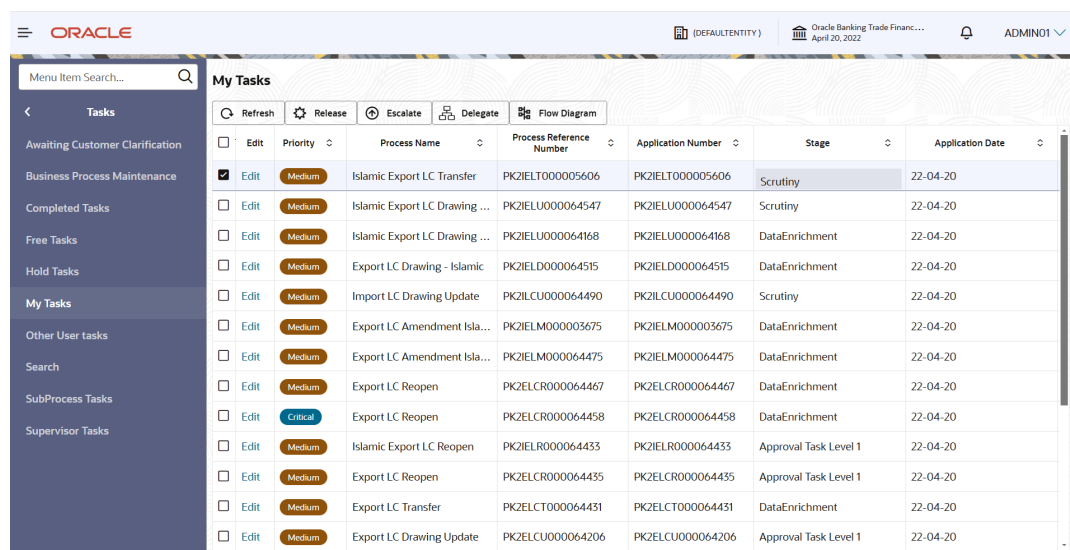 ORACLE
(DEFAULTENTITY)
Oracle Banking Trade Financ...
April 20, 2022
ADMIN01
Menu Item Search...
Tasks
Awaiting Customer Clarification
Business Process Maintenance
Completed Tasks
Free Tasks
Hold Tasks
My Tasks
Other User tasks
Search
SubProcess Tasks
Supervisor Tasks
My Tasks
Refresh Release Escalate Delegate Flow Diagram
Edit Priority Process Name Process Reference Number Application Number Stage Application Date
Edit Medium Islamic Export LC Transfer PK2IELT000005606 PK2IELT000005606 Scrutiny 22-04-20
Edit Medium Islamic Export LC Drawing ... PK2IELU000064547 PK2IELU000064547 Scrutiny 22-04-20
Edit Medium Islamic Export LC Drawing ... PK2IELU000064168 PK2IELU000064168 DataEnrichment 22-04-20
Edit Medium Export LC Drawing - Islamic PK2IELD000064515 PK2IELD000064515 DataEnrichment 22-04-20
Edit Medium Import LC Drawing Update PK2ILCU000064490 PK2ILCU000064490 Scrutiny 22-04-20
Edit Medium Export LC Amendment Isla... PK2IELM000003675 PK2IELM000003675 DataEnrichment 22-04-20
Edit Medium Export LC Amendment Isla... PK2IELM000064475 PK2IELM000064475 DataEnrichment 22-04-20
Edit Medium Export LC Reopen PK2ELCR000064467 PK2ELCR000064467 DataEnrichment 22-04-20
Edit Critical Export LC Reopen PK2ELCR000064458 PK2ELCR000064458 DataEnrichment 22-04-20
Edit Medium Islamic Export LC Reopen PK2IELR000064433 PK2IELR000064433 Approval Task Level 1 22-04-20
Edit Medium Export LC Reopen PK2ELCR000064435 PK2ELCR000064435 Approval Task Level 1 22-04-20
Edit Medium Export LC Transfer PK2ELCT000064431 PK2ELCT000064431 DataEnrichment 22-04-20
Edit Medium Export LC Drawing Update PK2ELCU000064206 PK2ELCU000064206 Approval Task Level 1 22-04-20